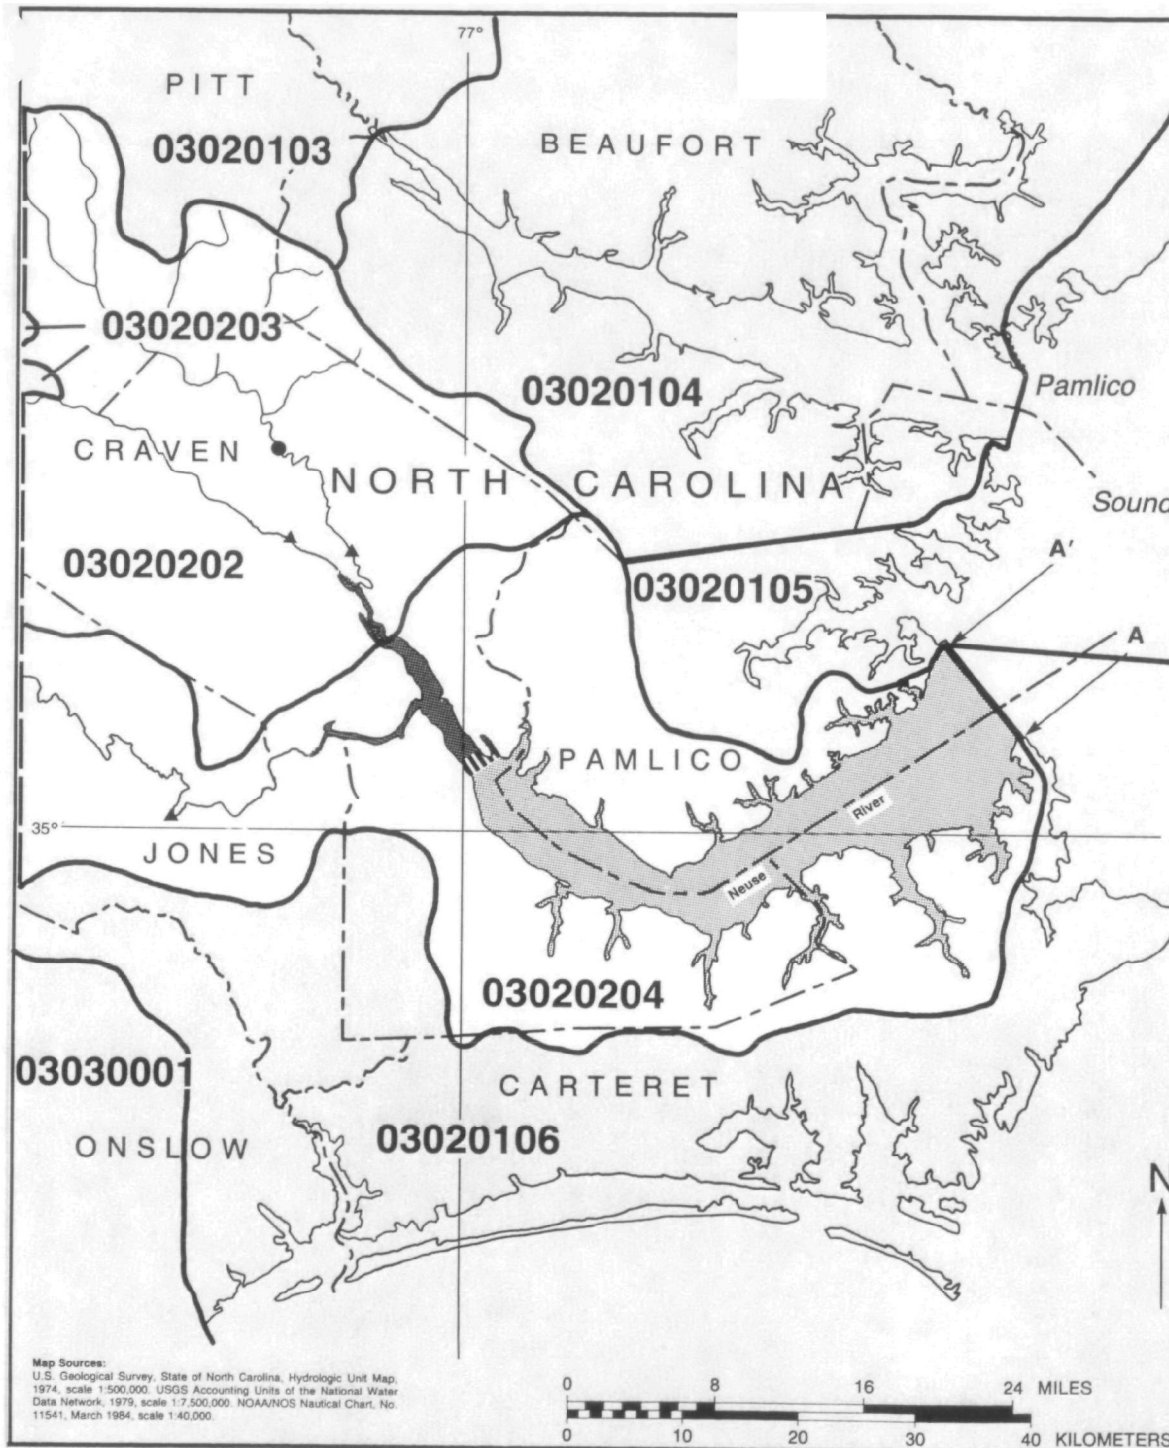 77°
PITT
03020103
BEAUFORT
03020203
03020104
Pamlico
CRAVEN
NORTH CAROLINA
Sound
A'
03020202
03020105
A
PAMLICO
River
35°
JONES
Neuse
03020204
03030001
CARTERET
ONSLOW
03020106
N
Map Sources:
U.S. Geological Survey, State of North Carolina, Hydrologic Unit Map,
1974, scale 1:500,000. USGS Accounting Units of the National Water
Data Network, 1979, scale 1:7,500,000. NOAA/NOS Nautical Chart, No.
11541, March 1984, scale 1:40,000.
0 8 16 24 MILES
0 10 20 30 40 KILOMETERS